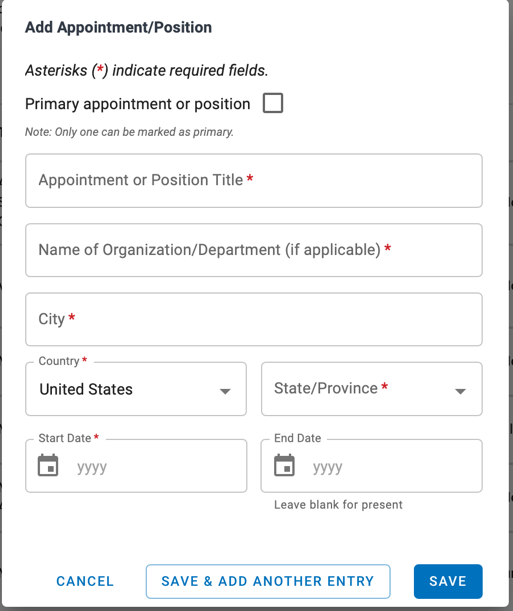 Add Appointment/Position
Asterisks (*) indicate required fields.
Primary appointment or position
Note: Only one can be marked as primary.
Appointment or Position Title *
Name of Organization/Department (if applicable) *
City *
Country *
United States
State/Province *
Start Date *
yyyy
End Date
yyyy
Leave blank for present
CANCEL
SAVE & ADD ANOTHER ENTRY
SAVE